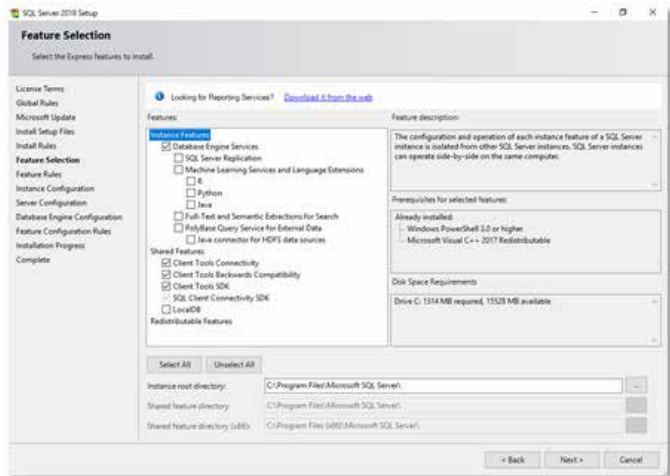 SQL Server 2019 Setup
Feature Selection
Select the Express features to install.
License Terms
Global Rules
Microsoft Update
Install Setup Files
Install Rules
Feature Selection
Feature Rules
Instance Configuration
Server Configuration
Database Engine Configuration
Feature Configuration Rules
Installation Progress
Complete
Looking for Reporting Services? Download it from the web
Features:
Instance Features
Database Engine Services
SQL Server Replication
Machine Learning Services and Language Extensions
R
Python
Java
Full-Text and Semantic Extractions for Search
PolyBase Query Service for External Data
Java connector for HDFS data sources
Shared Features
Client Tools Connectivity
Client Tools Backwards Compatibility
Client Tools SDK
SQL Client Connectivity SDK
LocalDB
Redistributable Features
Feature description:
The configuration and operation of each instance feature of a SQL Server
instance is isolated from other SQL Server instances. SQL Server instances
can operate side-by-side on the same computer.
Prerequisites for selected features:
Already installed:
Windows PowerShell 3.0 or higher
Microsoft Visual C++ 2017 Redistributable
Disk Space Requirements
Drive C: 1314 MB required, 15528 MB available
Select All
Unselect All
Instance root directory:
C:\Program Files\Microsoft SQL Server\
...
Shared feature directory:
C:\Program Files\Microsoft SQL Server\
Shared feature directory (x86):
C:\Program Files (x86)\Microsoft SQL Server\
< Back
Next >
Cancel